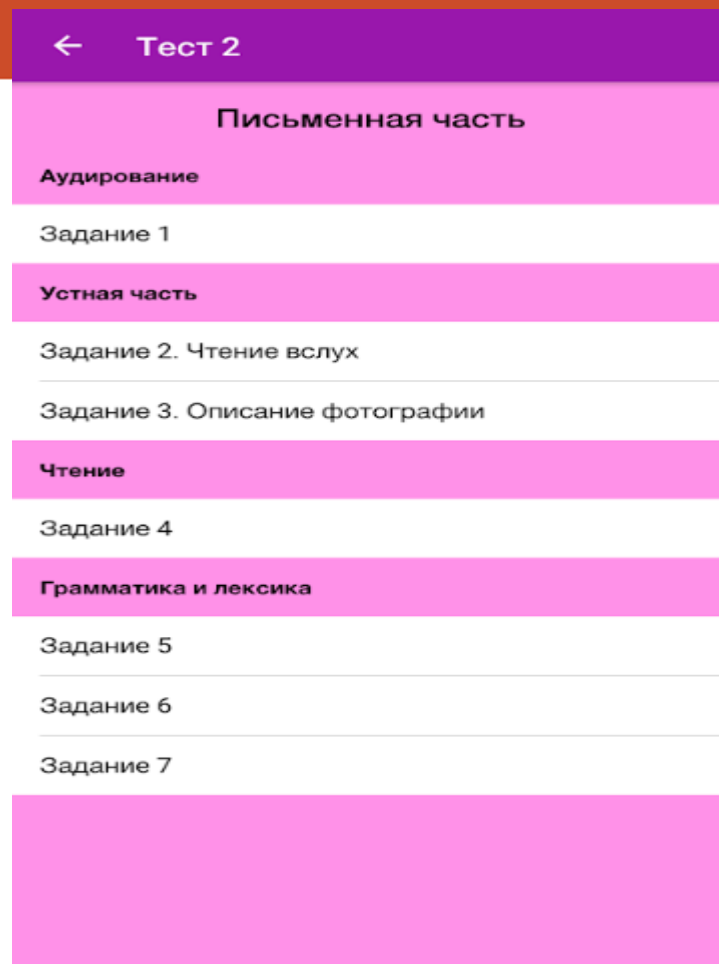 Тест 2
Письменная часть
Аудирование
Задание 1
Устная часть
Задание 2. Чтение вслух
Задание 3. Описание фотографии
Чтение
Задание 4
Грамматика и лексика
Задание 5
Задание 6
Задание 7